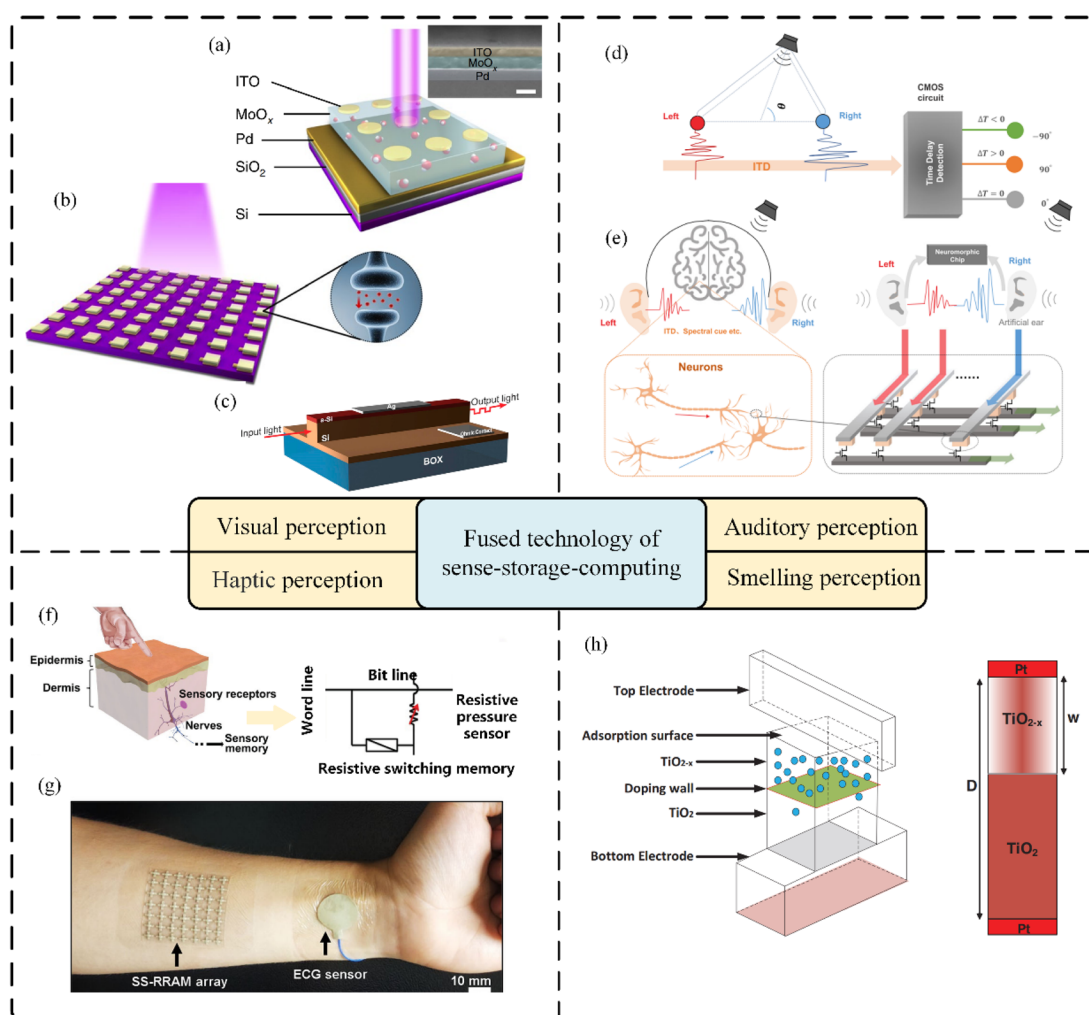 (a)
ITO
MoOₓ
Pd
SiO₂
Si
ITO
MoOₓ
Pd
(b)
(c)
Input light
a-Si
Ag
Output light
Si
BOX
(d)
Left
θ
Right
ITD
CMOS
circuit
Time Delay
Detection
ΔT < 0
−90°
ΔT > 0
90°
ΔT = 0
0°
(e)
Left
Right
ITD、Spectral cue etc.
Neurons
Left
Neuromorphic
Chip
Right
Artificial ear
......
Visual perception
Haptic perception
Fused technology of
sense-storage-computing
Auditory perception
Smelling perception
(f)
Epidermis
Dermis
Sensory receptors
Nerves
Sensory
memory
Word line
Bit line
Resistive
pressure
sensor
Resistive switching memory
(g)
SS-RRAM array
ECG sensor
10 mm
(h)
Top Electrode
Adsorption surface
TiO₂₋ₓ
Doping wall
TiO₂
Bottom Electrode
Pt
TiO₂₋ₓ
W
D
TiO₂
Pt